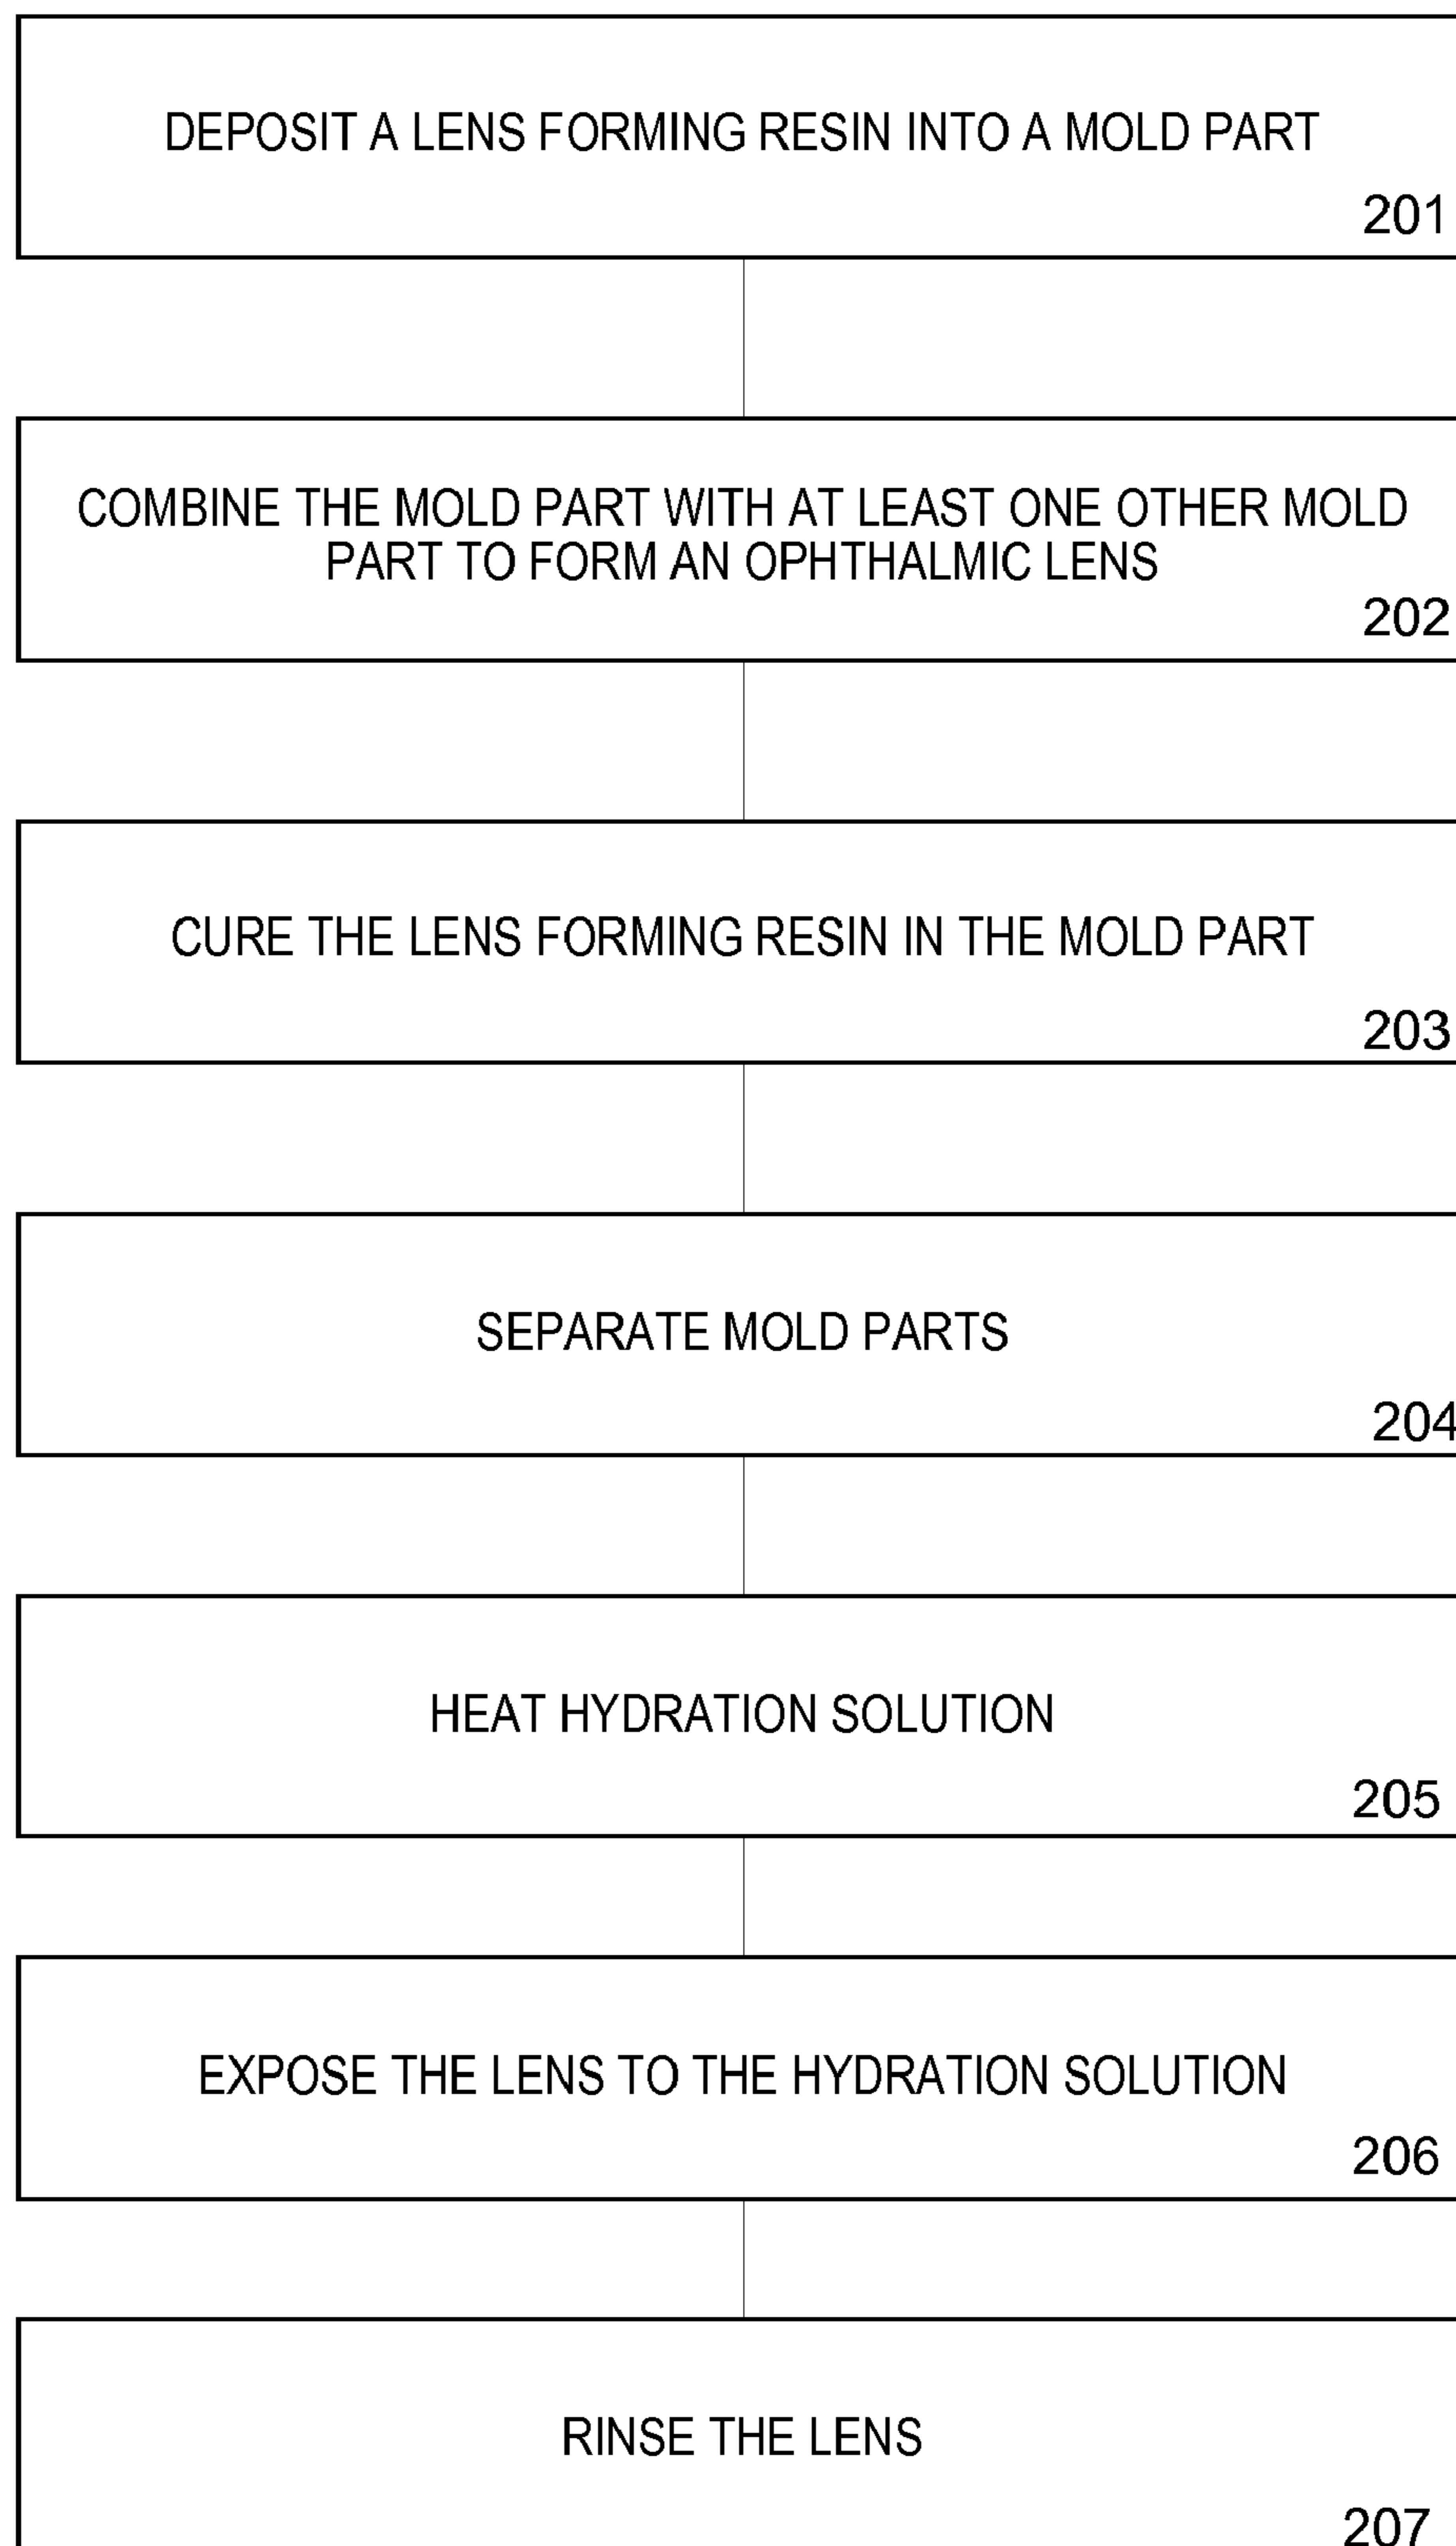 DEPOSIT A LENS FORMING RESIN INTO A MOLD PART
201
COMBINE THE MOLD PART WITH AT LEAST ONE OTHER MOLD
PART TO FORM AN OPHTHALMIC LENS
202
CURE THE LENS FORMING RESIN IN THE MOLD PART
203
SEPARATE MOLD PARTS
204
HEAT HYDRATION SOLUTION
205
EXPOSE THE LENS TO THE HYDRATION SOLUTION
206
RINSE THE LENS
207